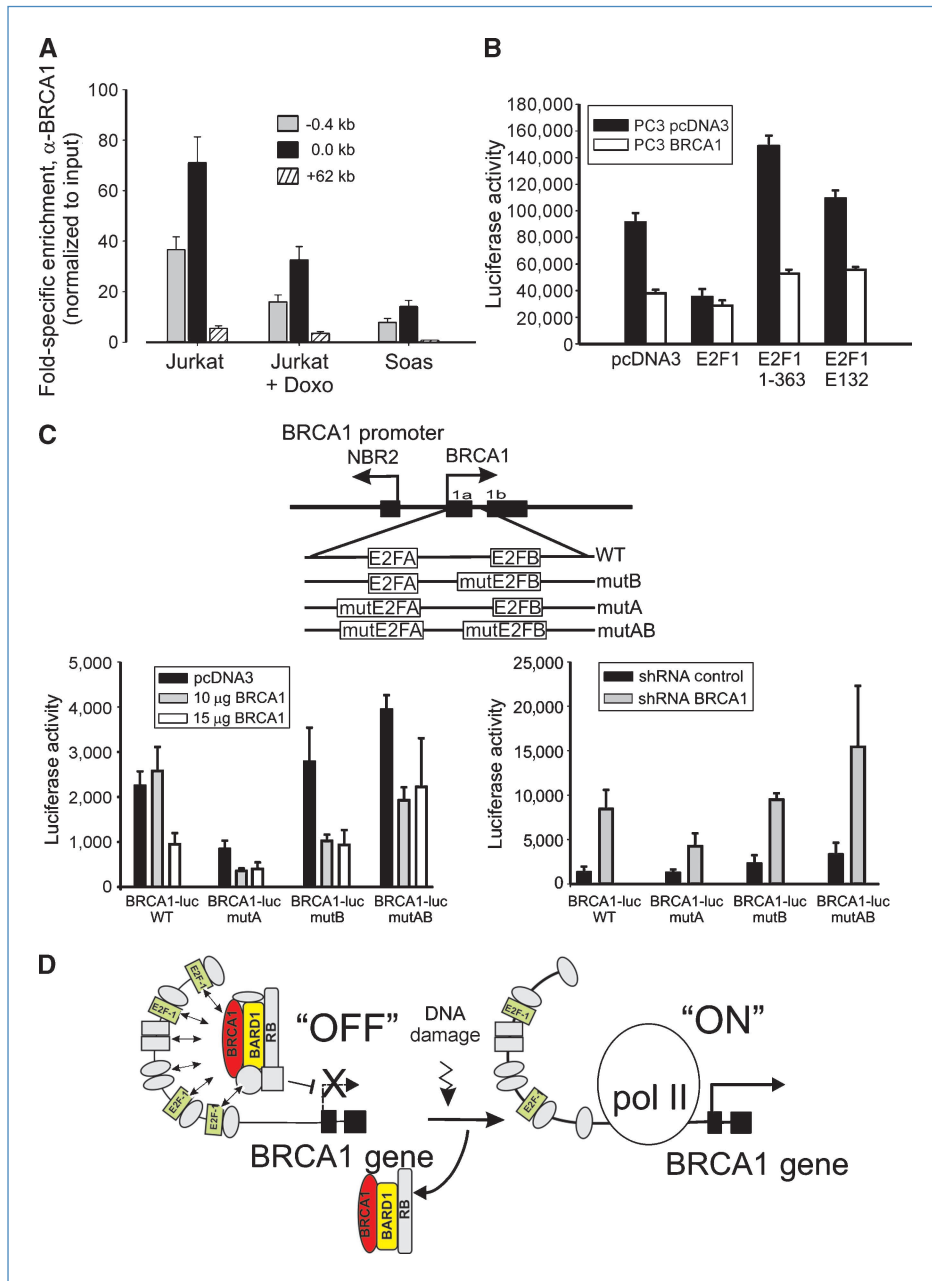 A
Fold-specific enrichment, α-BRCA1
(normalized to input)
100
80
60
40
20
0
-0.4 kb
0.0 kb
+62 kb
Jurkat
Jurkat
+ Doxo
Soas
B
Luciferase activity
180,000
160,000
140,000
120,000
100,000
80,000
60,000
40,000
20,000
0
PC3 pcDNA3
PC3 BRCA1
pcDNA3
E2F1
E2F1
1-363
E2F1
E132
C
BRCA1 promoter
NBR2
BRCA1
1a
1b
E2FA
E2FB
WT
E2FA
mutE2FB
mutB
mutE2FA
E2FB
mutA
mutE2FA
mutE2FB
mutAB
Luciferase activity
5,000
4,000
3,000
2,000
1,000
0
pcDNA3
10 µg BRCA1
15 µg BRCA1
BRCA1-luc
WT
BRCA1-luc
mutA
BRCA1-luc
mutB
BRCA1-luc
mutAB
Luciferase activity
25,000
20,000
15,000
10,000
5,000
0
shRNA control
shRNA BRCA1
BRCA1-luc
WT
BRCA1-luc
mutA
BRCA1-luc
mutB
BRCA1-luc
mutAB
D
E2F-1
E2F-1
E2F-1
E2F-1
BRCA1
BARD1
RB
“OFF”
X
BRCA1 gene
DNA
damage
BRCA1
BARD1
RB
E2F-1
E2F-1
“ON”
pol II
BRCA1 gene